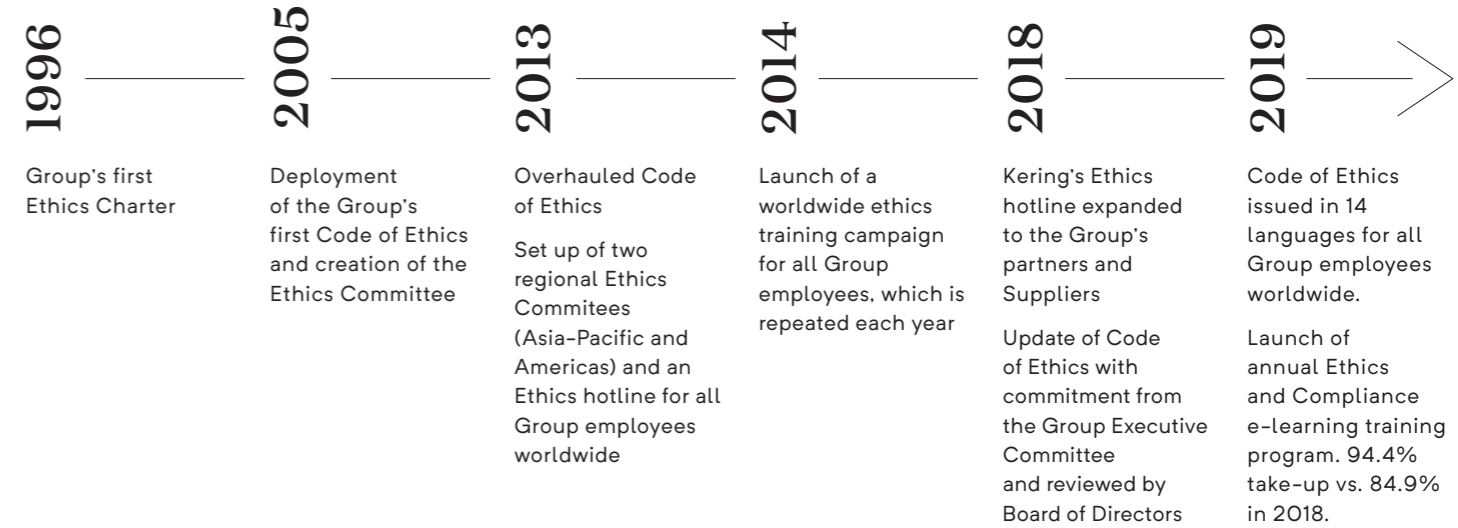 1996
Group's first
Ethics Charter
2005
Deployment
of the Group's
first Code of Ethics
and creation of the
Ethics Committee
2013
Overhauled Code
of Ethics
Set up of two
regional Ethics
Commitees
(Asia-Pacific and
Americas) and an
Ethics hotline for all
Group employees
worldwide
2014
Launch of a
worldwide ethics
training campaign
for all Group
employees, which is
repeated each year
2018
Kering's Ethics
hotline expanded
to the Group's
partners and
Suppliers
Update of Code
of Ethics with
commitment from
the Group Executive
Committee
and reviewed by
Board of Directors
2019
Code of Ethics
issued in 14
languages for all
Group employees
worldwide.
Launch of
annual Ethics
and Compliance
e-learning training
program. 94.4%
take-up vs. 84.9%
in 2018.